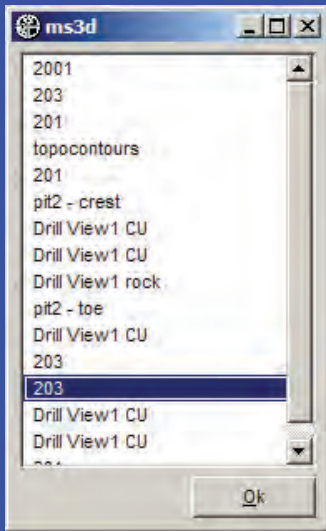 ms3d
2001
203
201
topocontours
201
pit2 - crest
Drill View1 CU
Drill View1 CU
Drill View1 rock
pit2 - toe
Drill View1 CU
203
203
Drill View1 CU
Drill View1 CU
Ok